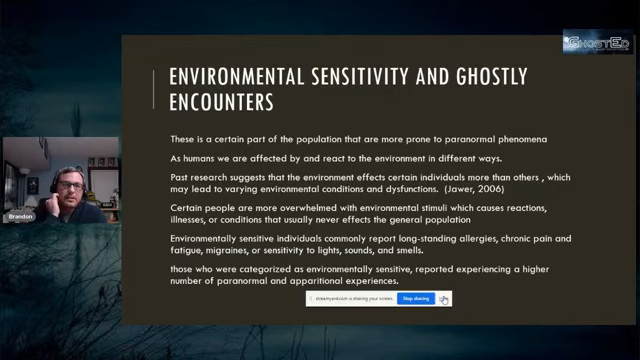 GHOSTED
ENVIRONMENTAL SENSITIVITY AND GHOSTLY
ENCOUNTERS
These is a certain part of the population that are more prone to paranormal phenomena
As humans we are affected by and react to the environment in different ways.
Past research suggests that the environment effects certain individuals more than others , which
may lead to varying environmental conditions and dysfunctions. (Jawer, 2006)
Certain people are more overwhelmed with environmental stimuli which causes reactions,
illnesses, or conditions that usually never effects the general population
Environmentally sensitive individuals commonly report long-standing allergies, chronic pain and
fatigue, migraines, or sensitivity to lights, sounds, and smells.
those who were categorized as environmentally sensitive, reported experiencing a higher
number of paranormal and apparitional experiences.
Brandon
streamyard.com is sharing your screen. Stop sharing